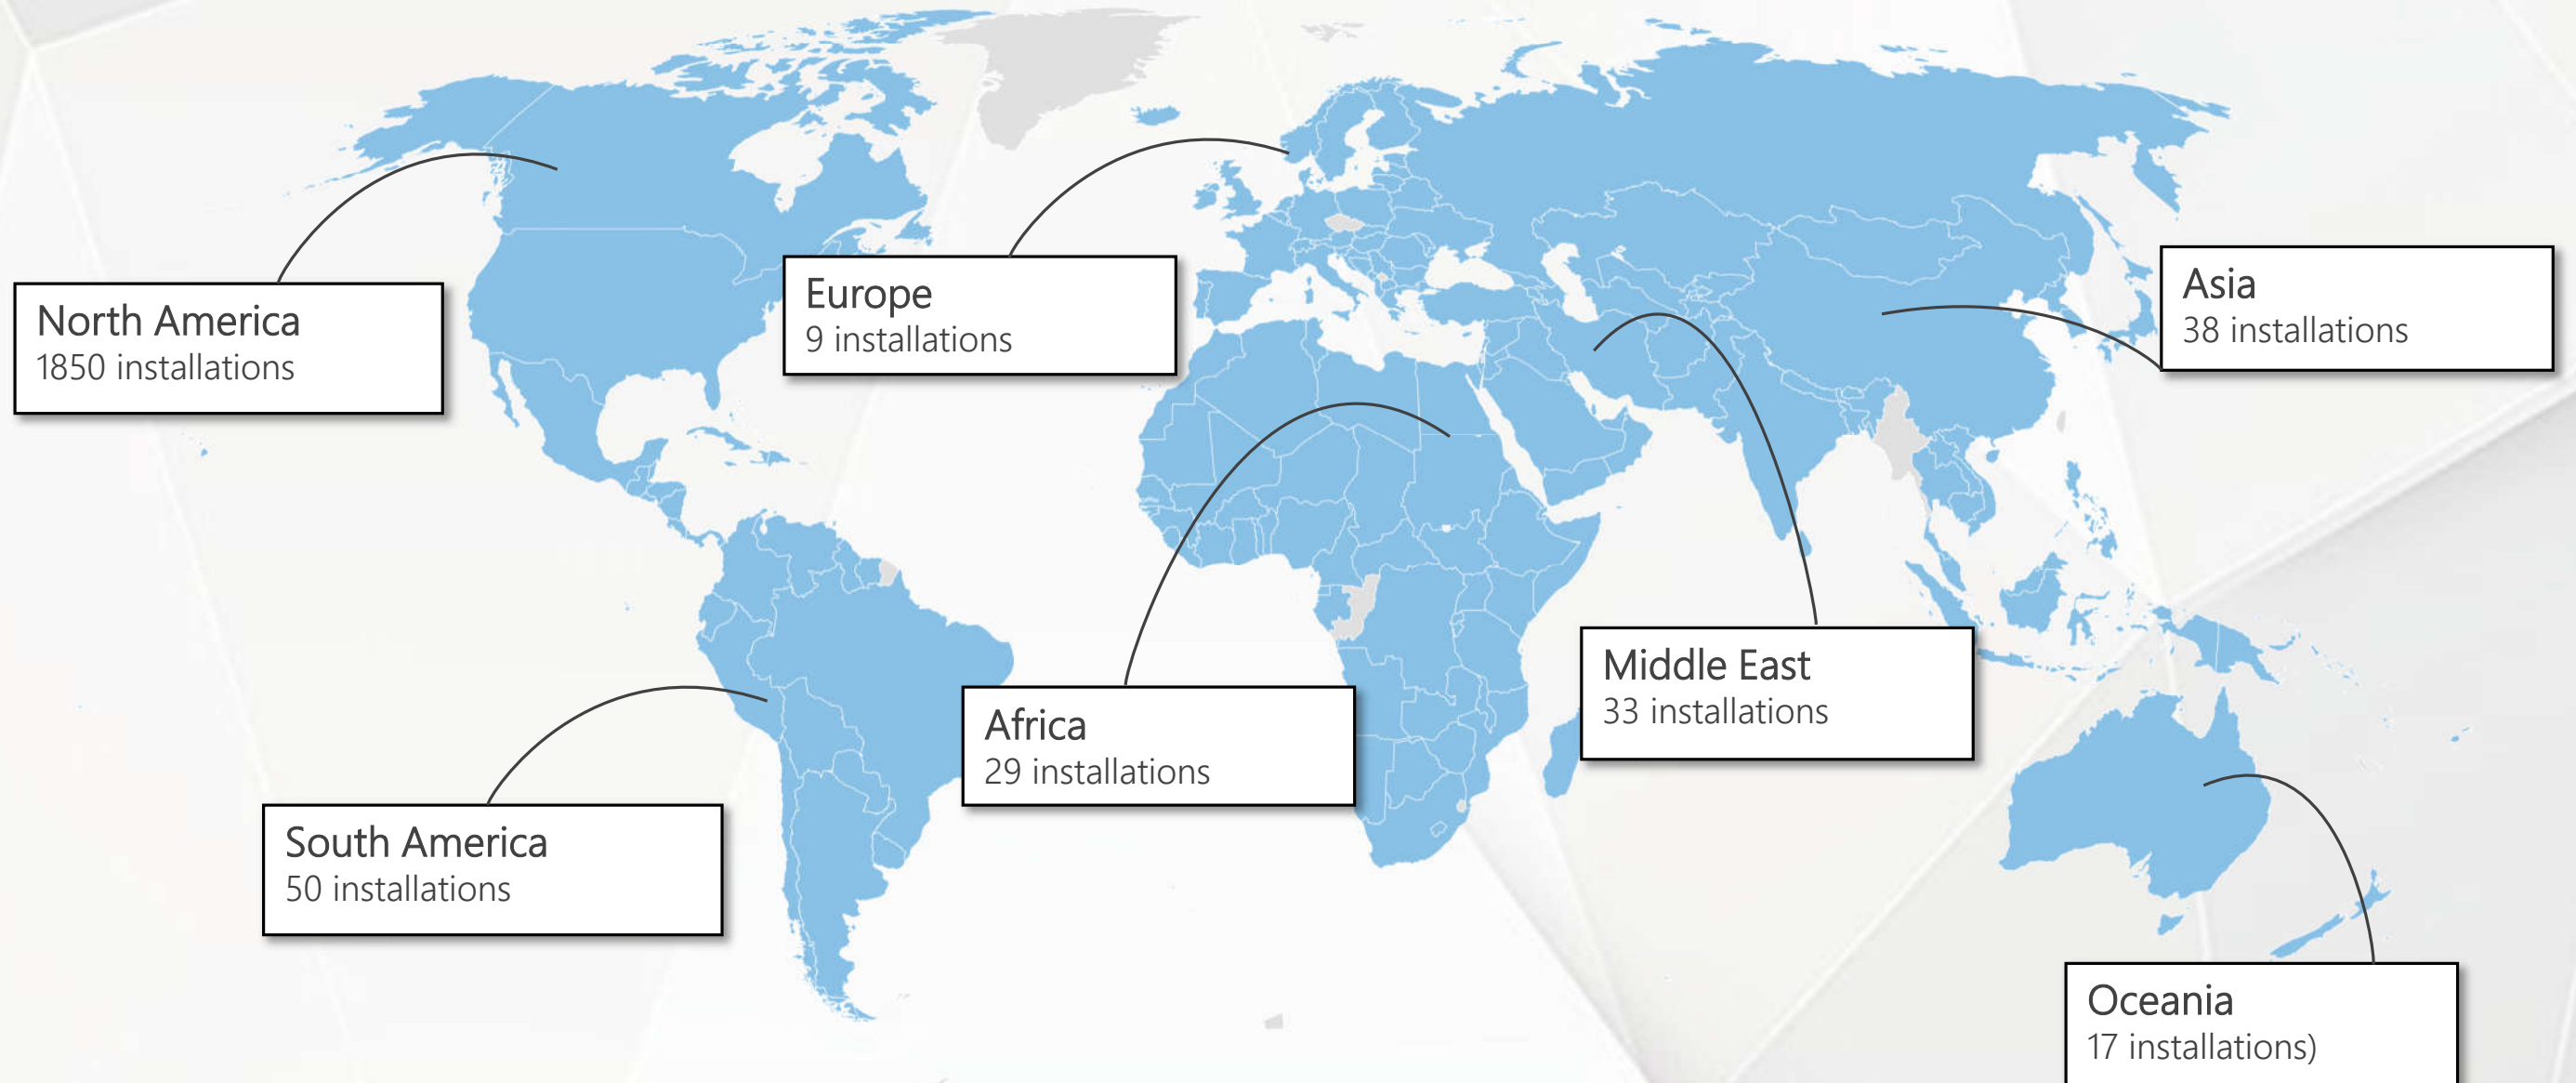 North America
1850 installations
Europe
9 installations
Asia
38 installations
Middle East
33 installations
Africa
29 installations
South America
50 installations
Oceania
17 installations)